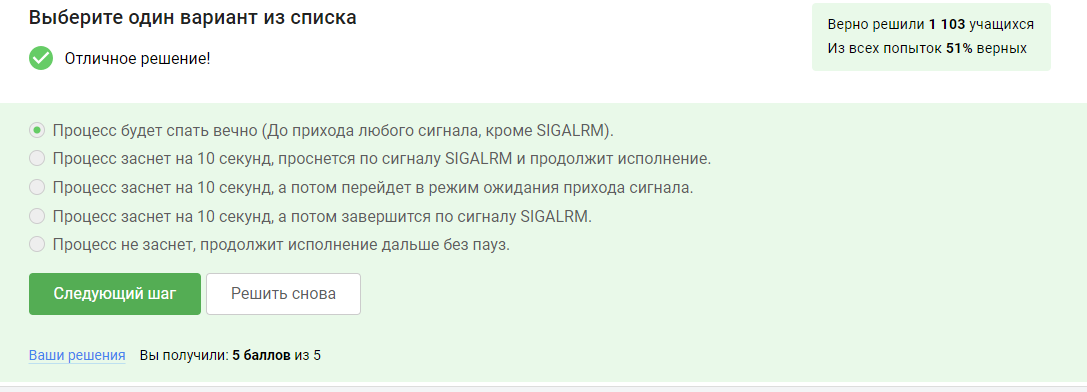 Выберите один вариант из списка
Верно решили 1 103 учащихся
Из всех попыток 51% верных
Отличное решение!
Процесс будет спать вечно (До прихода любого сигнала, кроме SIGALRM).
Процесс заснет на 10 секунд, проснется по сигналу SIGALRM и продолжит исполнение.
Процесс заснет на 10 секунд, а потом перейдет в режим ожидания прихода сигнала.
Процесс заснет на 10 секунд, а потом завершится по сигналу SIGALRM.
Процесс не заснет, продолжит исполнение дальше без пауз.
Следующий шаг
Решить снова
Ваши решения Вы получили: 5 баллов из 5